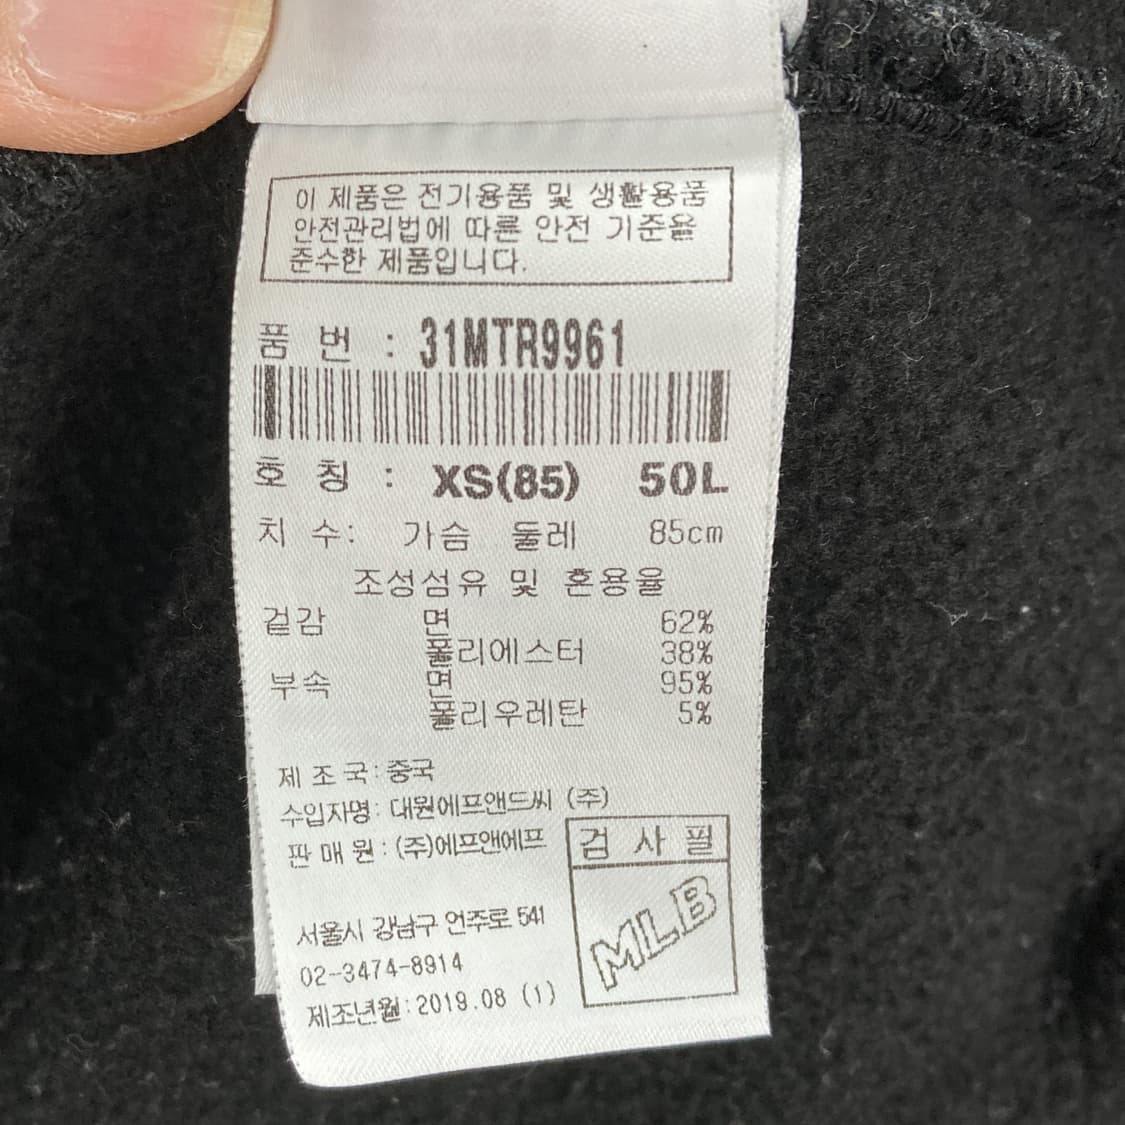 이 제품은 전기용품 및 생활용품
안전관리법에 따른 안전 기준을
준수한 제품입니다.
품 번 : 31MTR9961
호 칭 : XS(85) 50L
치 수: 가슴 둘레 85cm
조성섬유 및 혼용율
겉감 면 62%
폴리에스터 38%
부속 면 95%
폴리우레탄 5%
제조국: 중국
수입자명: 대원에프앤드씨 (주)
판매원: (주)에프앤에프
검 사 필
MLB
서울시 강남구 언주로 541
02-3474-8914
제조년월: 2019.08 (1)